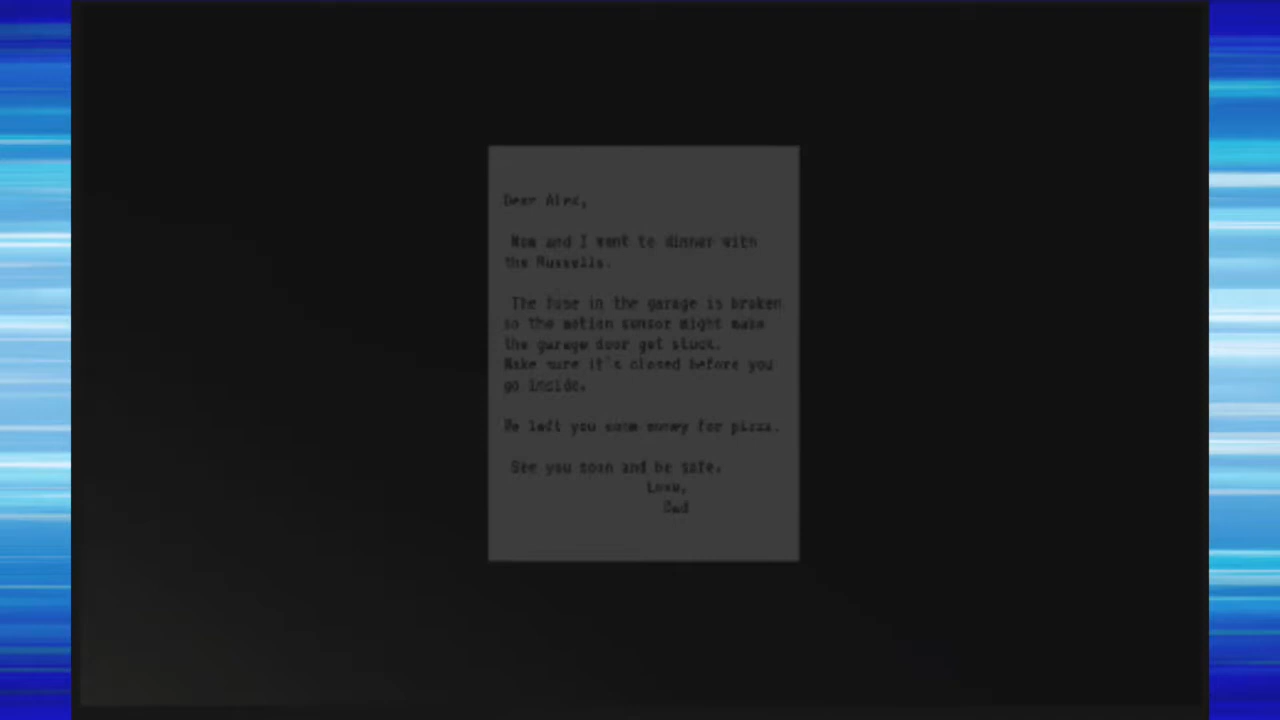 Dear Alex,
Mom and I went to dinner with
the Russells.
The fuse in the garage is broken
so the motion sensor might make
the garage door get stuck.
Make sure it's closed before you
go inside.
We left you some money for pizza.
See you soon and be safe.
Love,
Dad